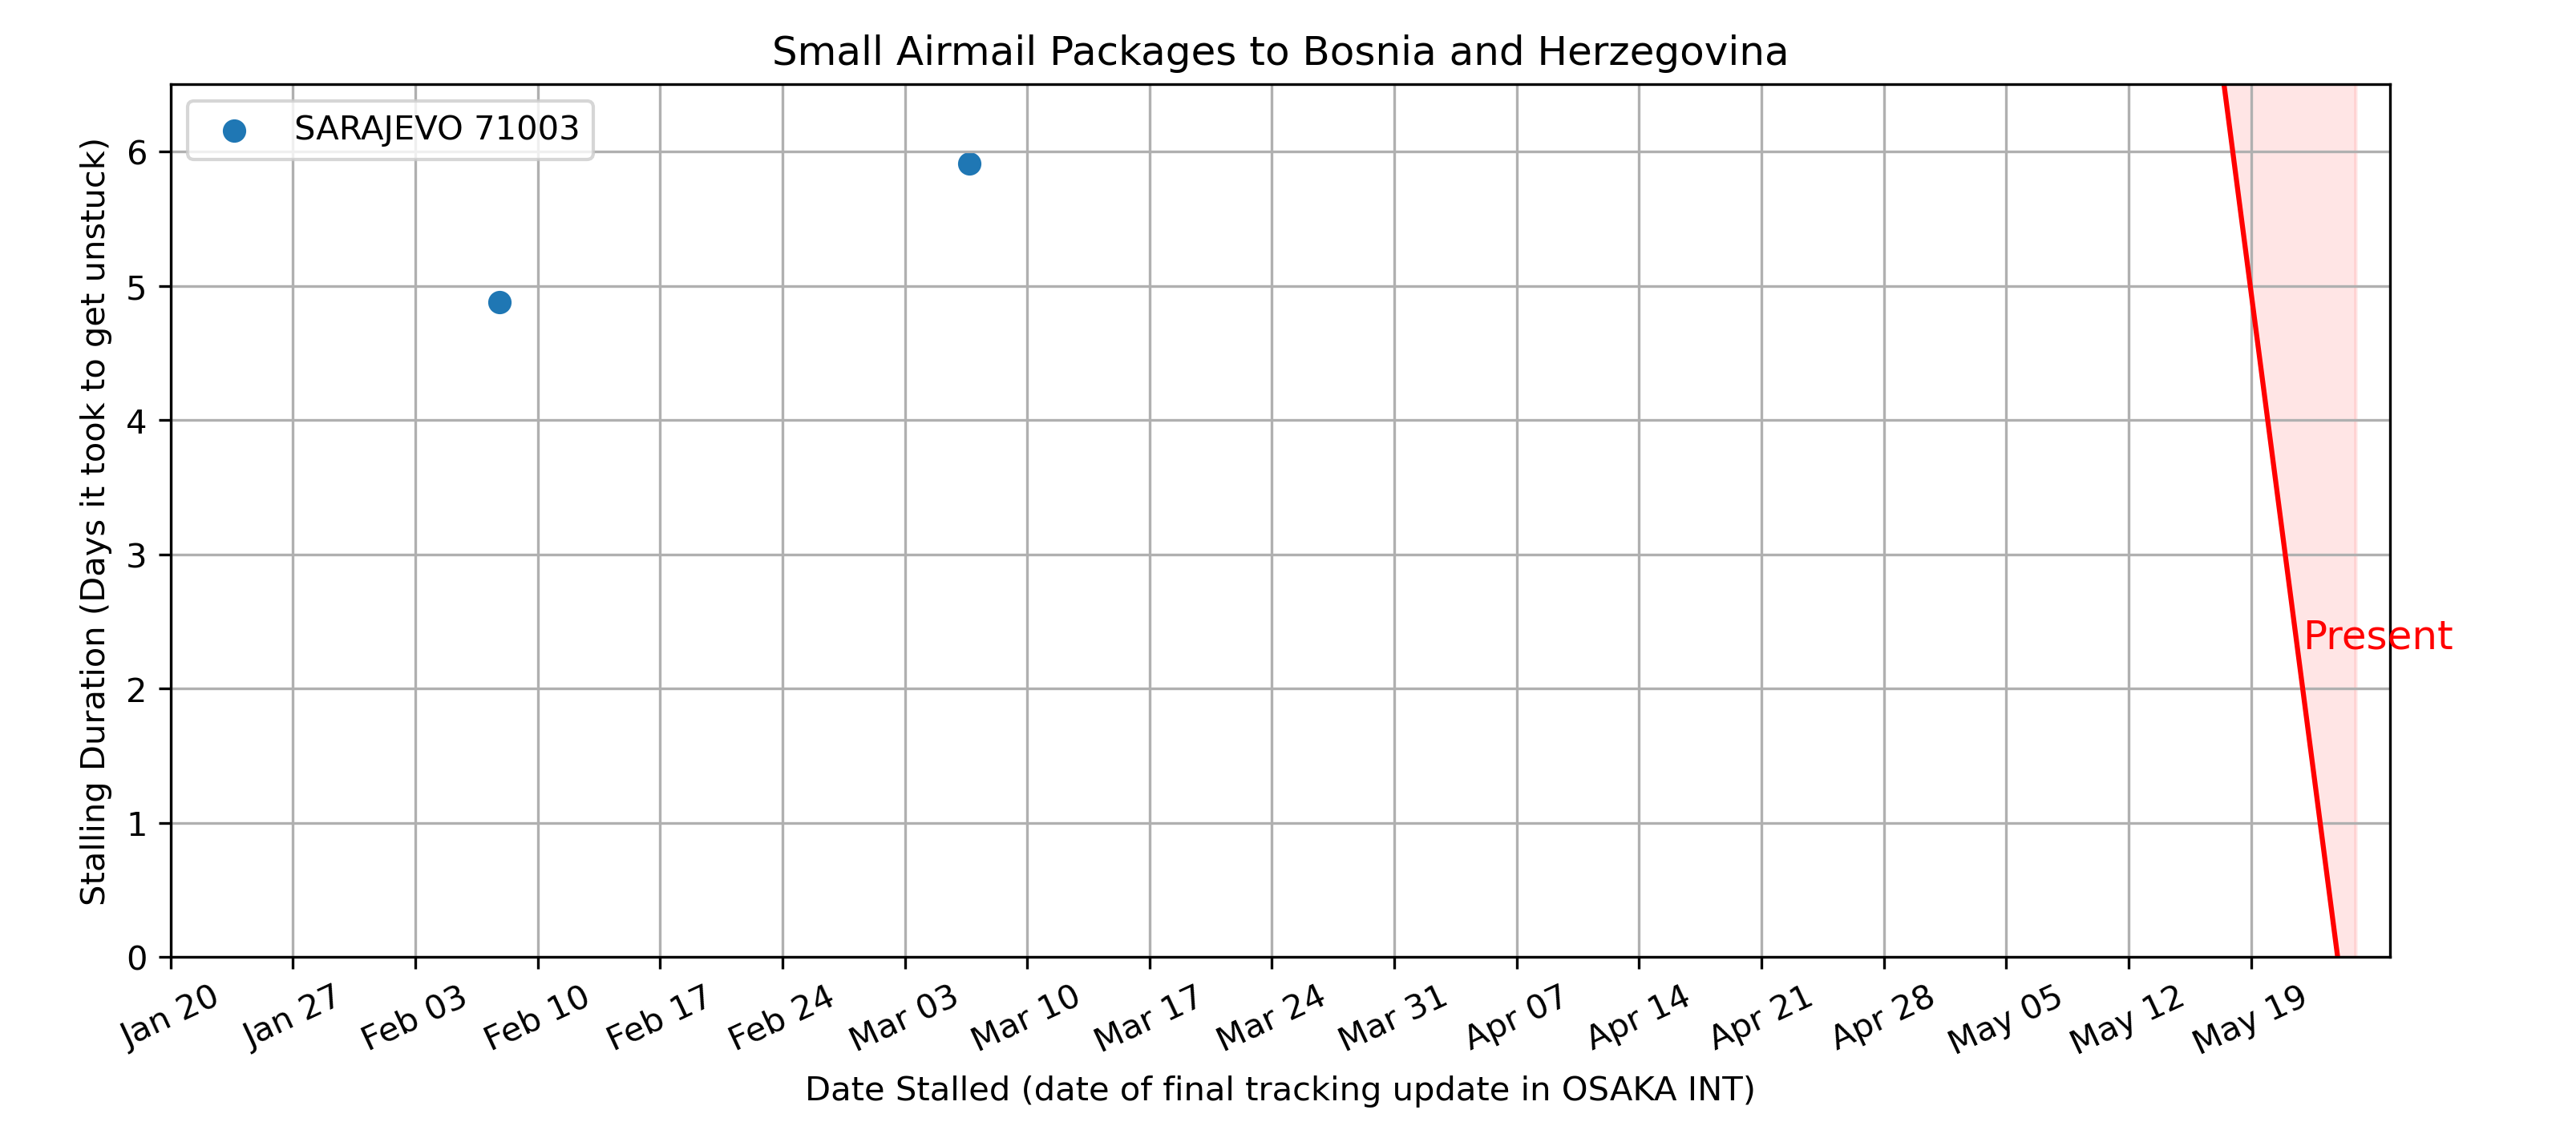 Small Airmail Packages to Bosnia and Herzegovina
SARAJEVO 71003
Stalling Duration (Days it took to get unstuck)
6
5
4
3
2
1
0
Present
Jan 20
Jan 27
Feb 03
Feb 10
Feb 17
Feb 24
Mar 03
Mar 10
Mar 17
Mar 24
Mar 31
Apr 07
Apr 14
Apr 21
Apr 28
May 05
May 12
May 19
Date Stalled (date of final tracking update in OSAKA INT)